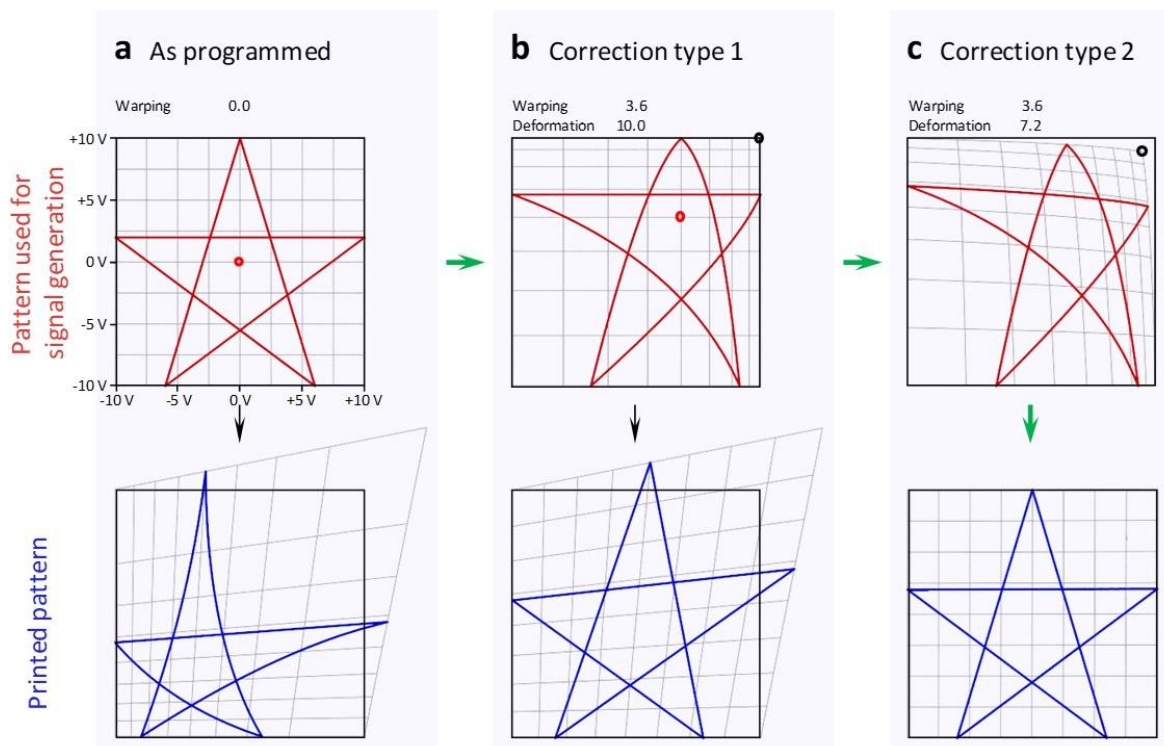 a As programmed
b Correction type 1
c Correction type 2
Warping 0.0
Warping 3.6
Deformation 10.0
Warping 3.6
Deformation 7.2
Pattern used for
signal generation
+10 V
+5 V
0 V
-5 V
-10 V
-10 V -5 V 0 V +5 V +10 V
Printed pattern